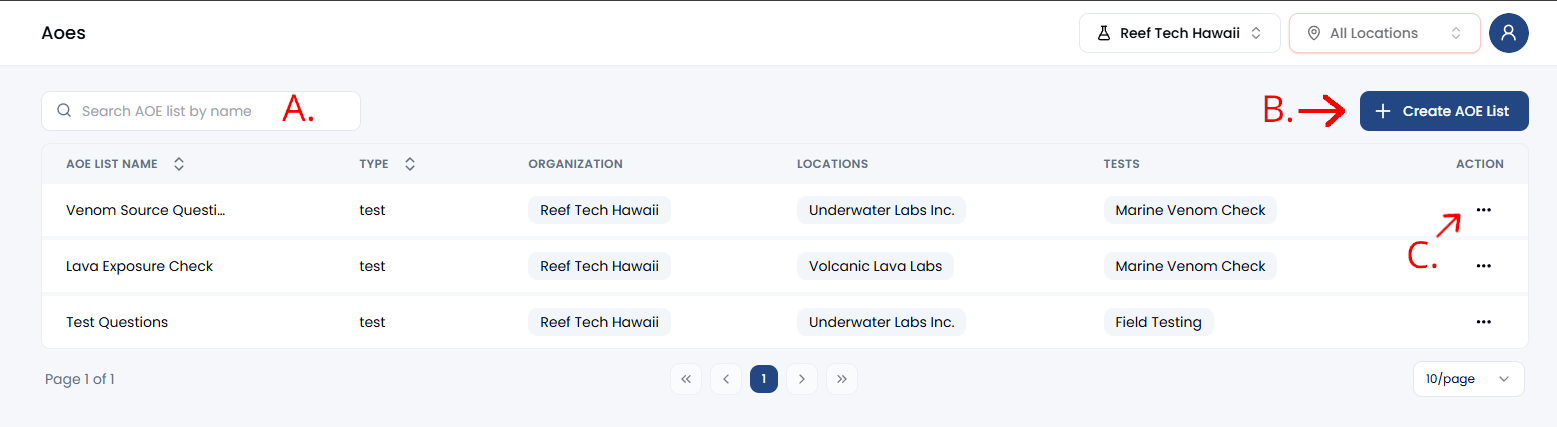 Aoes
Reef Tech Hawaii
All Locations
Search AOE list by name
A.
B.
Create AOE List
AOE LIST NAME TYPE ORGANIZATION LOCATIONS TESTS ACTION
Venom Source Questi... test Reef Tech Hawaii Underwater Labs Inc. Marine Venom Check
C.
Lava Exposure Check test Reef Tech Hawaii Volcanic Lava Labs Marine Venom Check
Test Questions test Reef Tech Hawaii Underwater Labs Inc. Field Testing
Page 1 of 1
1
10/page